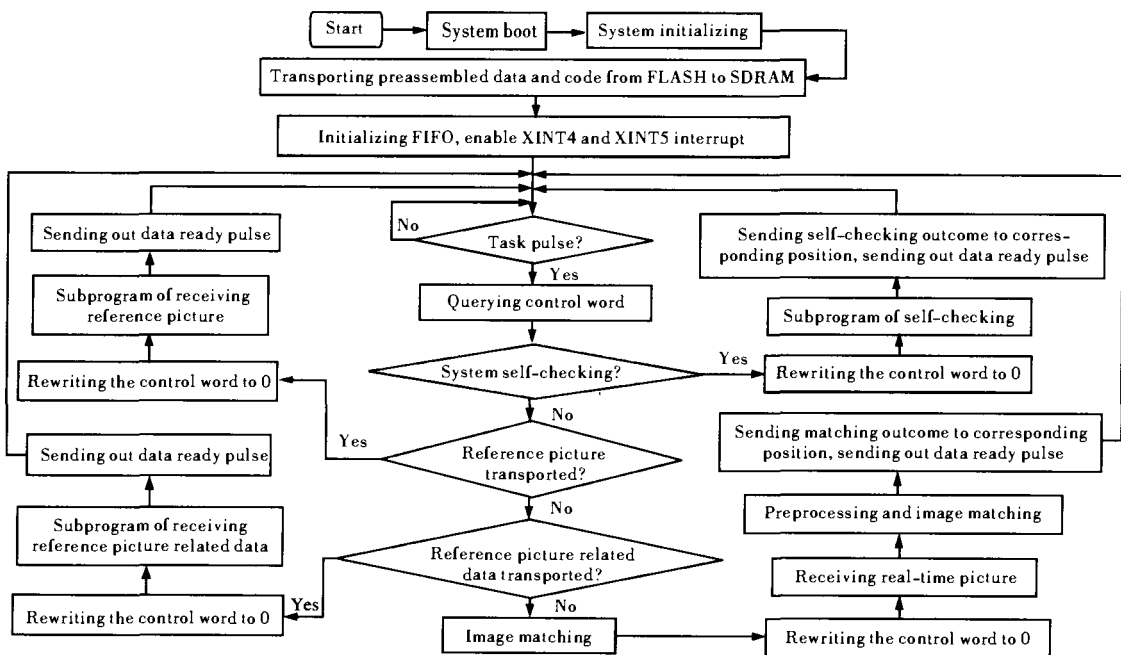 Start
System boot
System initializing
Transporting preassembled data and code from FLASH to SDRAM
Initializing FIFO, enable XINT4 and XINT5 interrupt
No
Task pulse?
Yes
Querying control word
System self-checking?
Yes
No
Reference picture
transported?
Yes
No
Reference picture related
data transported?
Yes
No
Image matching
Sending out data ready pulse
Subprogram of receiving
reference picture
Rewriting the control word to 0
Sending out data ready pulse
Subprogram of receiving
reference picture related data
Rewriting the control word to 0
Sending self-checking outcome to corres-
ponding position, sending out data ready pulse
Subprogram of self-checking
Rewriting the control word to 0
Sending matching outcome to corresponding
position, sending out data ready pulse
Preprocessing and image matching
Receiving real-time picture
Rewriting the control word to 0